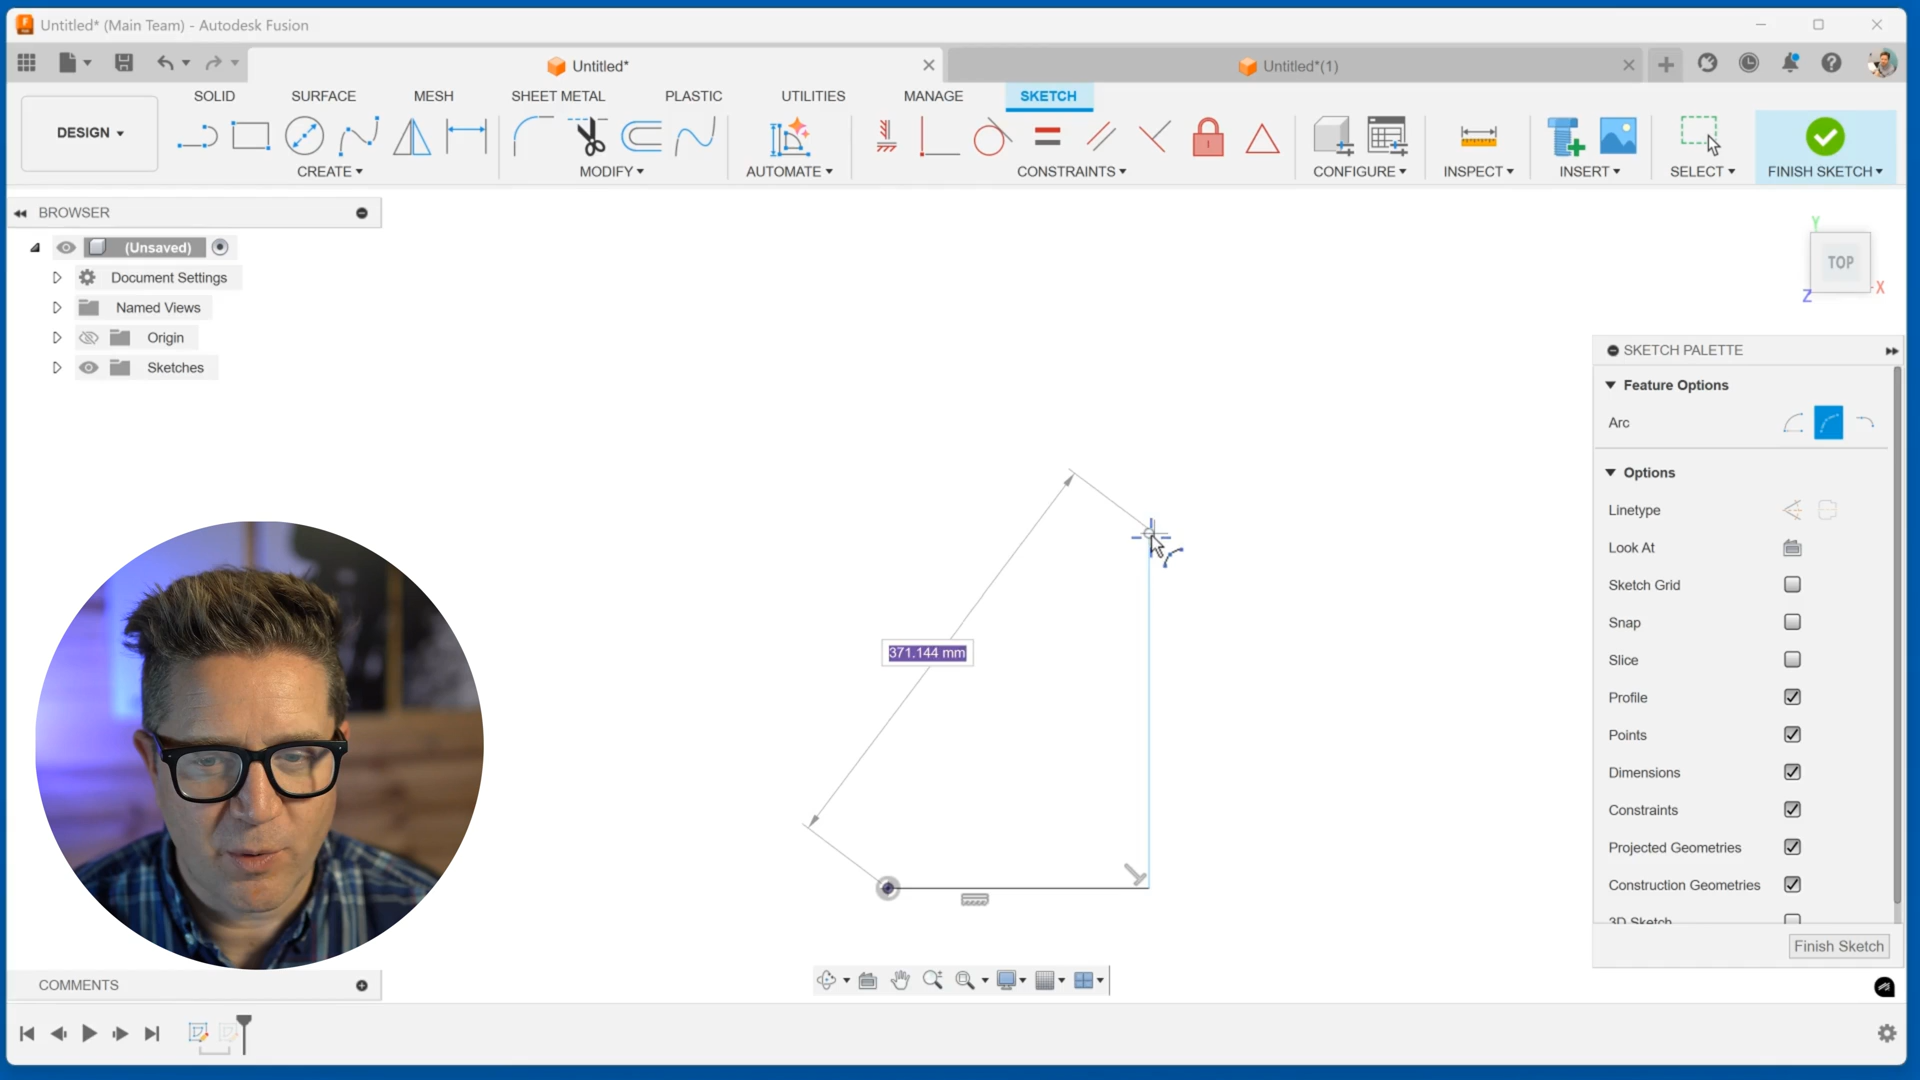 Untitled* (Main Team) - Autodesk Fusion
Untitled*
Untitled*(1)
SOLID
SURFACE
MESH
SHEET METAL
PLASTIC
UTILITIES
MANAGE
SKETCH
DESIGN
CREATE
MODIFY
AUTOMATE
CONSTRAINTS
CONFIGURE
INSPECT
INSERT
SELECT
FINISH SKETCH
BROWSER
(Unsaved)
Document Settings
Named Views
Origin
Sketches
Y
TOP
Z
X
SKETCH PALETTE
Feature Options
Arc
Options
Linetype
Look At
Sketch Grid
Snap
Slice
Profile
Points
Dimensions
Constraints
Projected Geometries
Construction Geometries
3D Sketch
Finish Sketch
371.144 mm
COMMENTS